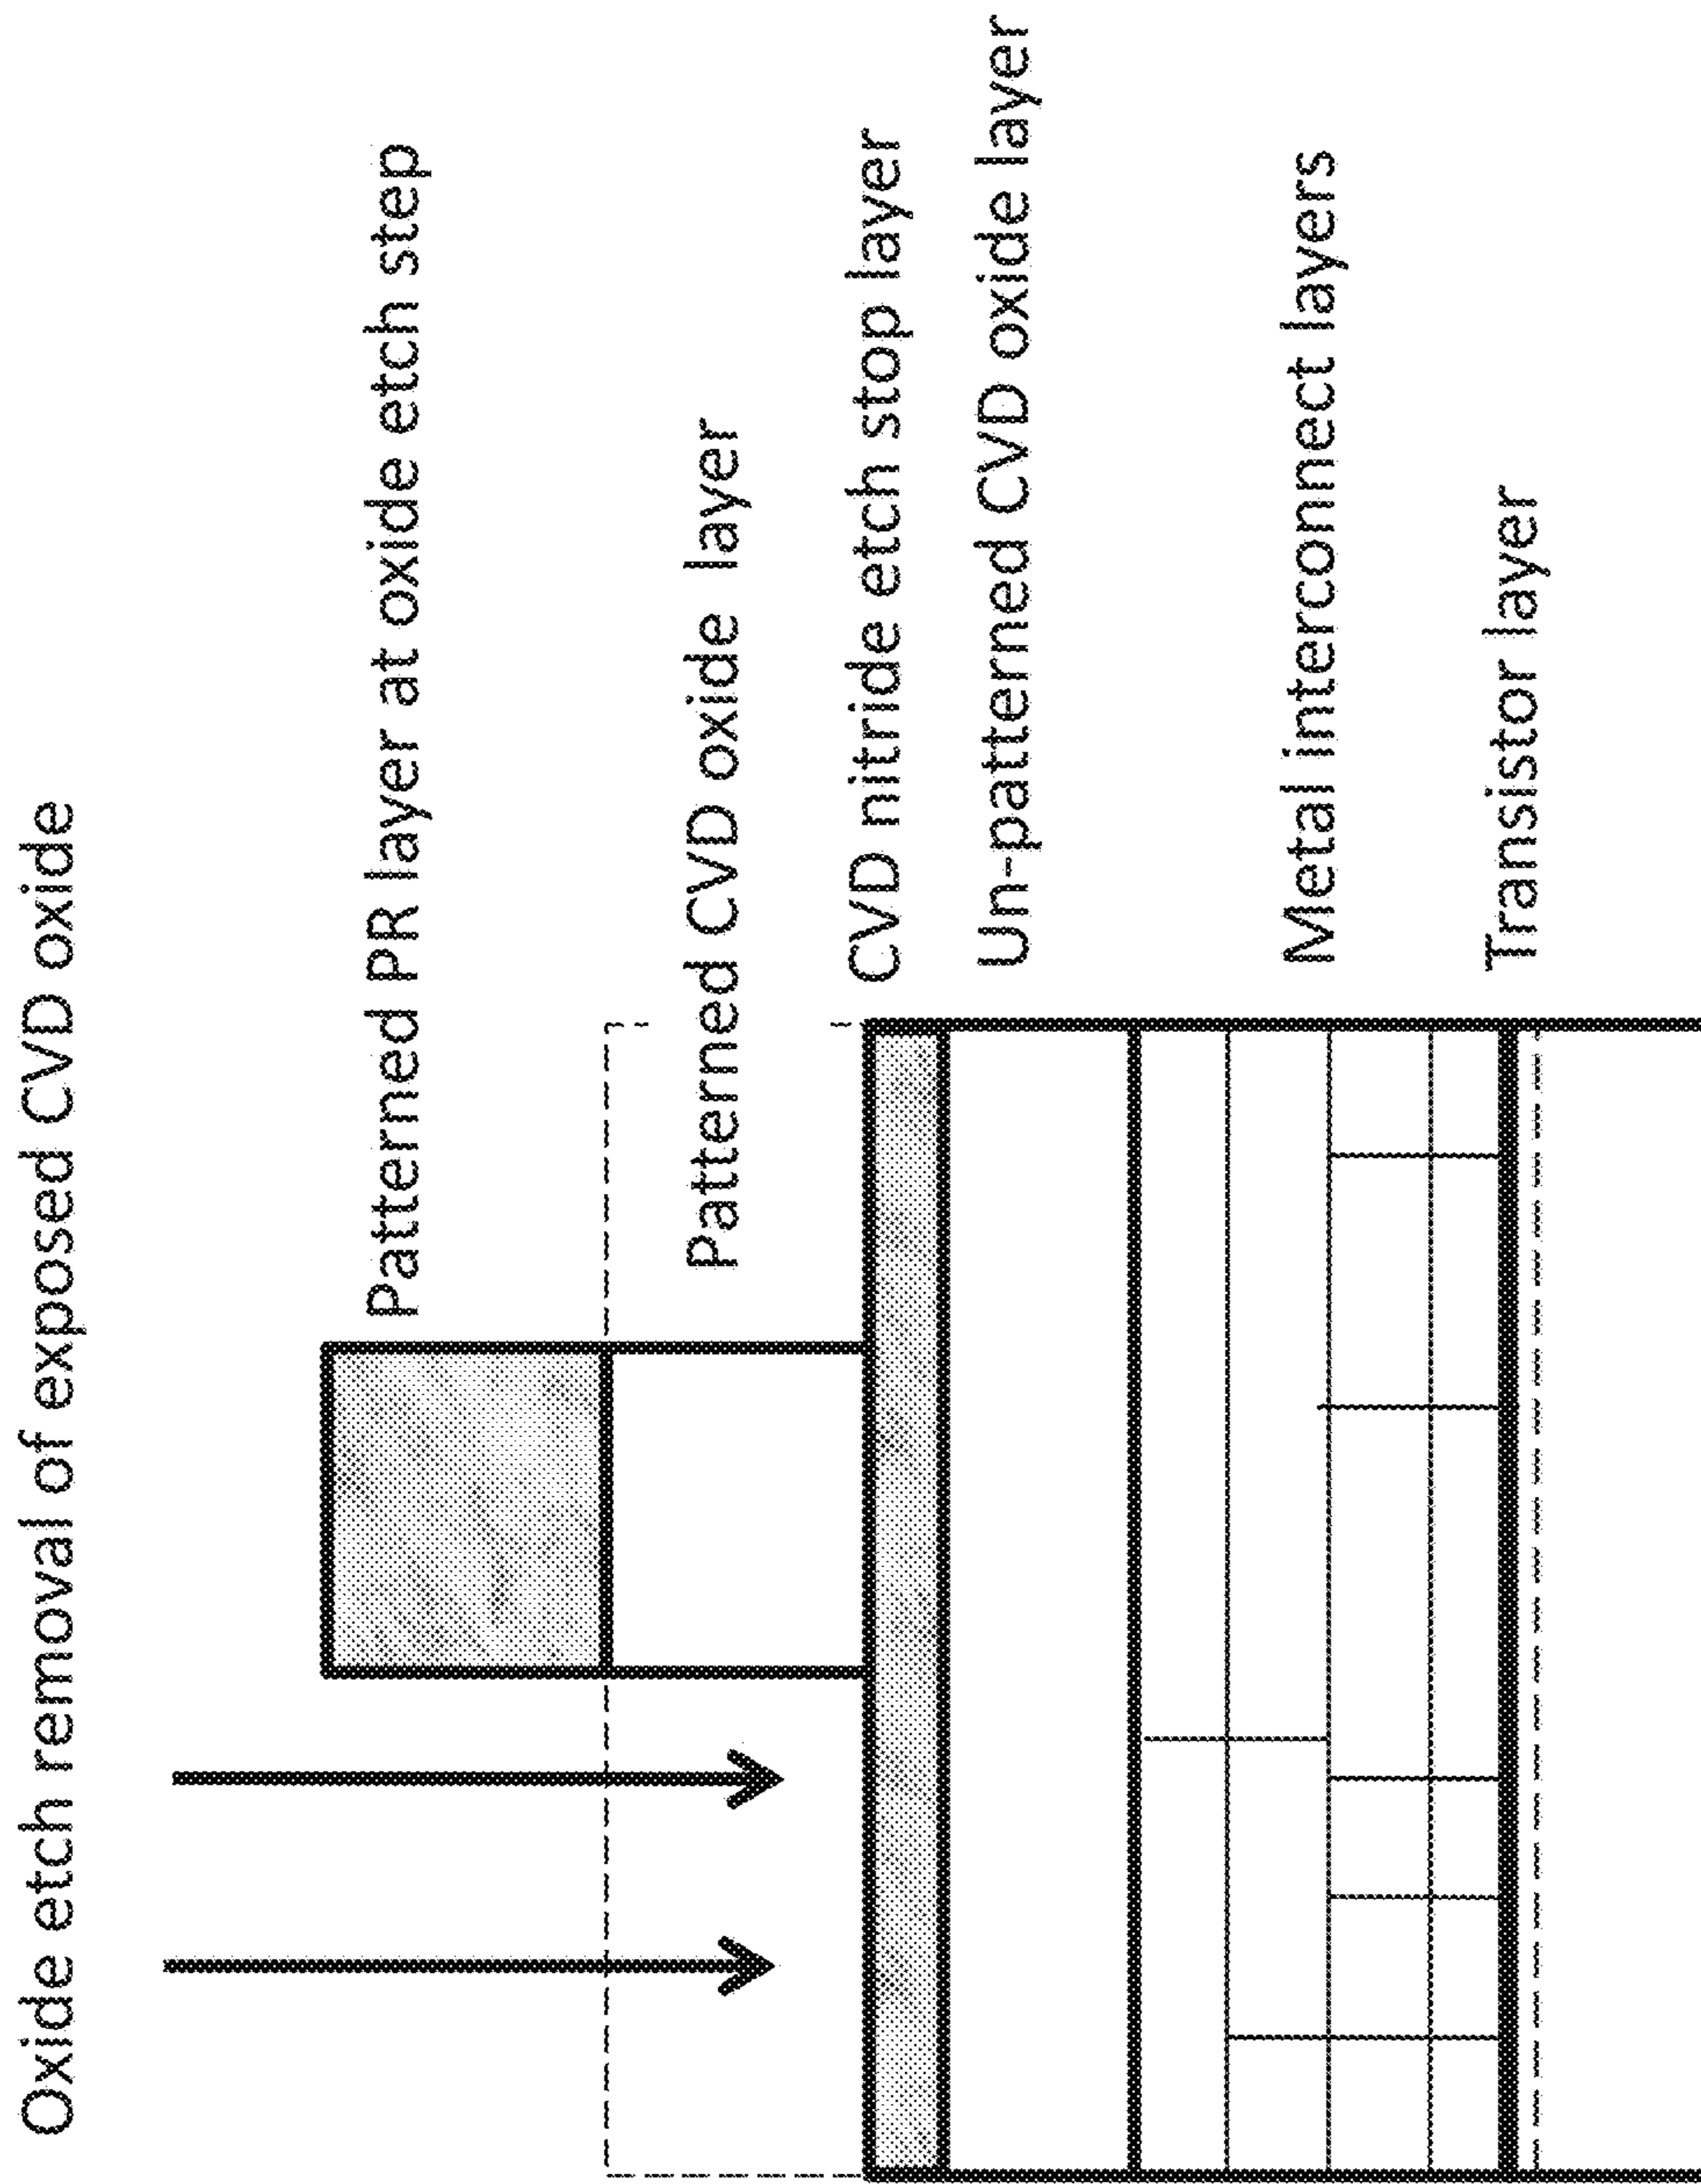 Oxide etch removal of exposed CVD oxide
Patterned PR layer at oxide etch step
Patterned CVD oxide layer
CVD nitride etch stop layer
Un-patterned CVD oxide layer
Metal interconnect layers
Transistor layer